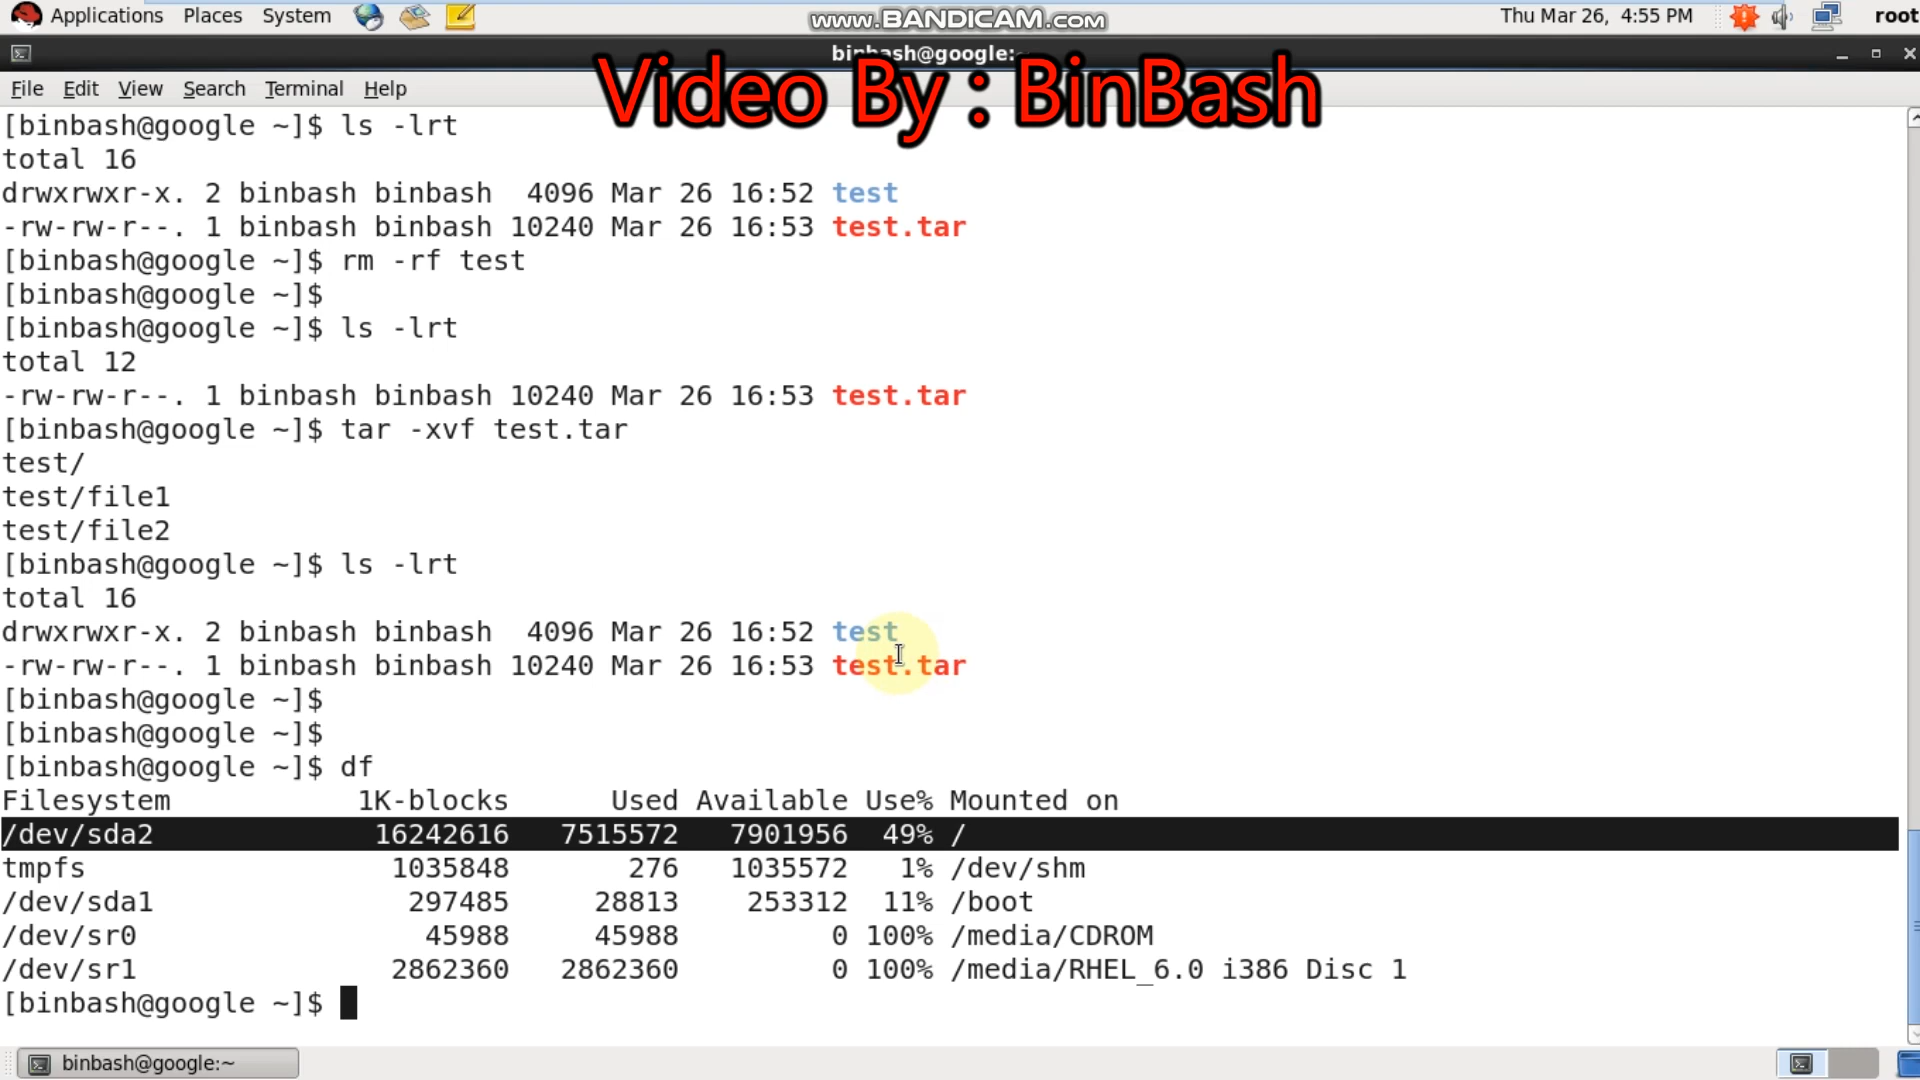 Applications Places System www.BANDICAM.com Thu Mar 26, 4:55 PM root
binbash@google:~
Video By : BinBash
File Edit View Search Terminal Help
[binbash@google ~]$ ls -lrt
total 16
drwxrwxr-x. 2 binbash binbash 4096 Mar 26 16:52 test
-rw-rw-r--. 1 binbash binbash 10240 Mar 26 16:53 test.tar
[binbash@google ~]$ rm -rf test
[binbash@google ~]$
[binbash@google ~]$ ls -lrt
total 12
-rw-rw-r--. 1 binbash binbash 10240 Mar 26 16:53 test.tar
[binbash@google ~]$ tar -xvf test.tar
test/
test/file1
test/file2
[binbash@google ~]$ ls -lrt
total 16
drwxrwxr-x. 2 binbash binbash 4096 Mar 26 16:52 test
-rw-rw-r--. 1 binbash binbash 10240 Mar 26 16:53 test.tar
[binbash@google ~]$
[binbash@google ~]$
[binbash@google ~]$ df
Filesystem 1K-blocks Used Available Use% Mounted on
/dev/sda2 16242616 7515572 7901956 49% /
tmpfs 1035848 276 1035572 1% /dev/shm
/dev/sda1 297485 28813 253312 11% /boot
/dev/sr0 45988 45988 0 100% /media/CDROM
/dev/sr1 2862360 2862360 0 100% /media/RHEL_6.0 i386 Disc 1
[binbash@google ~]$
binbash@google:~